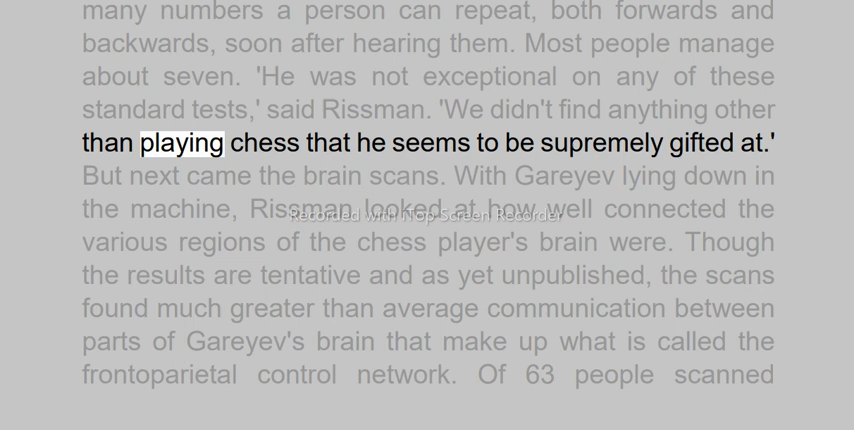 many numbers a person can repeat, both forwards and
backwards, soon after hearing them. Most people manage
about seven. 'He was not exceptional on any of these
standard tests,' said Rissman. 'We didn't find anything other
than playing chess that he seems to be supremely gifted at.'
But next came the brain scans. With Gareyev lying down in
the machine, Rissman looked at how well connected the
Recorded with iTop Screen Recorder
various regions of the chess player's brain were. Though
the results are tentative and as yet unpublished, the scans
found much greater than average communication between
parts of Gareyev's brain that make up what is called the
frontoparietal control network. Of 63 people scanned